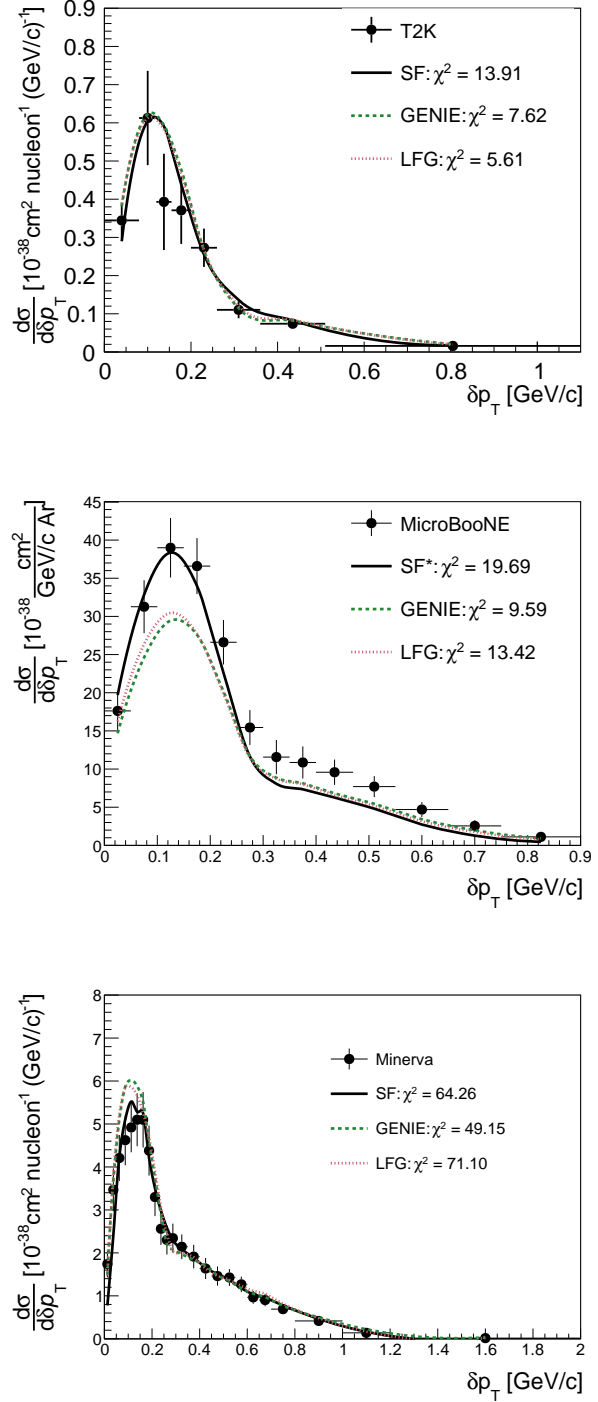 dσ/dδp_T [10⁻³⁸cm² nucleon⁻¹ (GeV/c)⁻¹]
0.9
0.8
0.7
0.6
0.5
0.4
0.3
0.2
0.1
0
T2K
SF: χ² = 13.91
GENIE: χ² = 7.62
LFG: χ² = 5.61
0 0.2 0.4 0.6 0.8 1
δp_T [GeV/c]
dσ/dδp_T [10⁻³⁸ cm²/GeV/c Ar]
45
40
35
30
25
20
15
10
5
0
MicroBooNE
SF*: χ² = 19.69
GENIE: χ² = 9.59
LFG: χ² = 13.42
0 0.1 0.2 0.3 0.4 0.5 0.6 0.7 0.8 0.9
δp_T [GeV/c]
dσ/dδp_T [10⁻³⁸cm² nucleon⁻¹ (GeV/c)⁻¹]
8
7
6
5
4
3
2
1
0
Minerva
SF: χ² = 64.26
GENIE: χ² = 49.15
LFG: χ² = 71.10
0 0.2 0.4 0.6 0.8 1 1.2 1.4 1.6 1.8 2
δp_T [GeV/c]